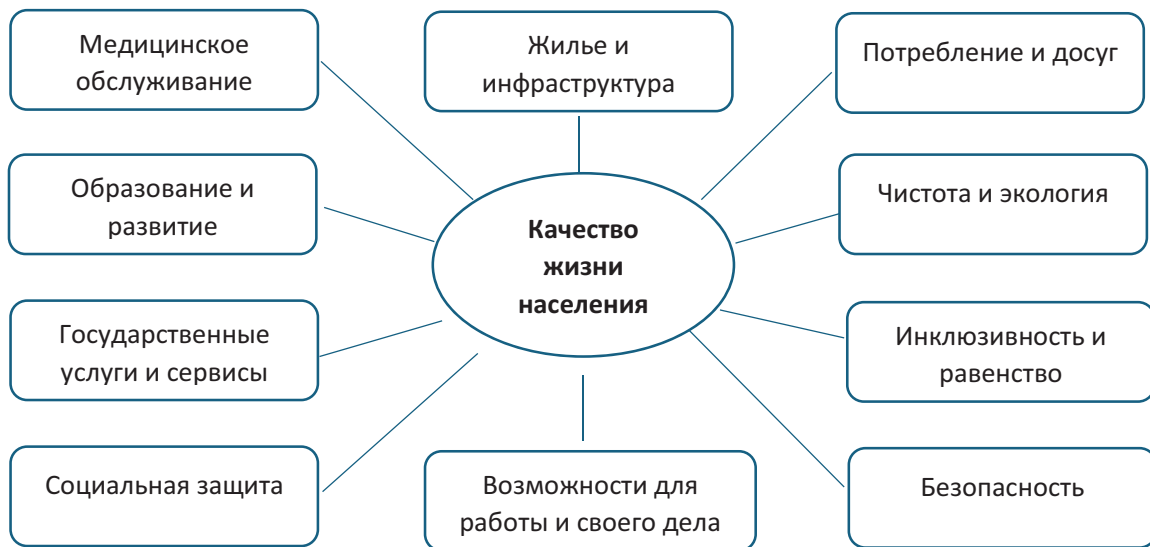 Медицинское
обслуживание
Жилье и
инфраструктура
Потребление и досуг
Образование и
развитие
Качество
жизни
населения
Чистота и экология
Государственные
услуги и сервисы
Инклюзивность и
равенство
Социальная защита
Возможности для
работы и своего дела
Безопасность